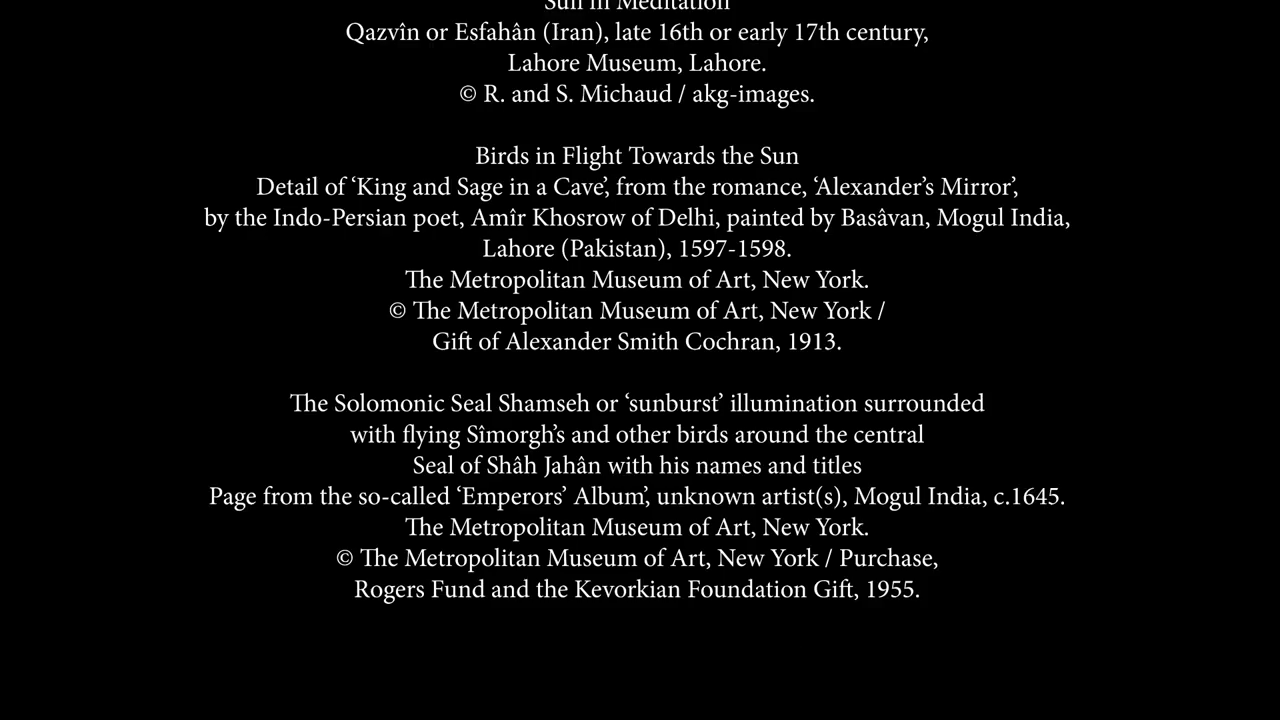 Sun in Meditation
Qazvîn or Esfahân (Iran), late 16th or early 17th century,
Lahore Museum, Lahore.
© R. and S. Michaud / akg-images.
Birds in Flight Towards the Sun
Detail of ‘King and Sage in a Cave’, from the romance, ‘Alexander’s Mirror’,
by the Indo-Persian poet, Amîr Khosrow of Delhi, painted by Basâvan, Mogul India,
Lahore (Pakistan), 1597-1598.
The Metropolitan Museum of Art, New York.
© The Metropolitan Museum of Art, New York /
Gift of Alexander Smith Cochran, 1913.
The Solomonic Seal Shamseh or ‘sunburst’ illumination surrounded
with flying Sîmorgh’s and other birds around the central
Seal of Shâh Jahân with his names and titles
Page from the so-called ‘Emperors’ Album’, unknown artist(s), Mogul India, c.1645.
The Metropolitan Museum of Art, New York.
© The Metropolitan Museum of Art, New York / Purchase,
Rogers Fund and the Kevorkian Foundation Gift, 1955.